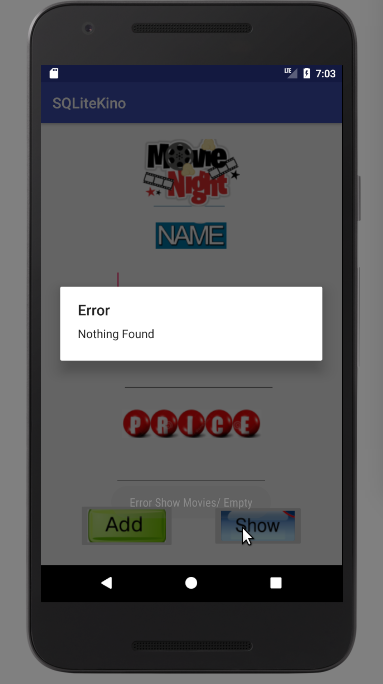 LTE 7:03
SQLiteKino
Movie
Night
NAME
Error
Nothing Found
PRICE
Error Show Movies/ Empty
Add
Show